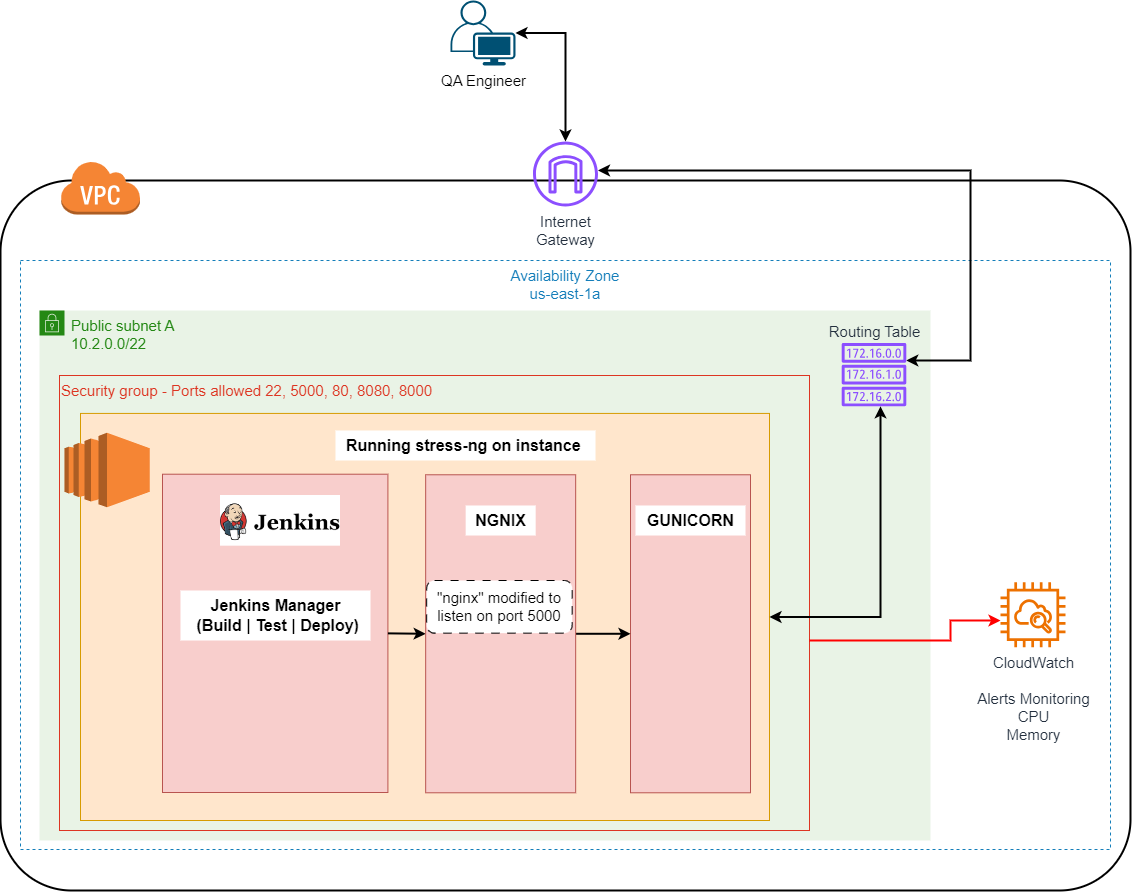 QA Engineer
VPC
Internet
Gateway
Availability Zone
us-east-1a
Public subnet A
10.2.0.0/22
Routing Table
172.16.0.0
172.16.1.0
172.16.2.0
Security group - Ports allowed 22, 5000, 80, 8080, 8000
Running stress-ng on instance
Jenkins
NGNIX
GUNICORN
Jenkins Manager
(Build | Test | Deploy)
"nginx" modified to
listen on port 5000
CloudWatch
Alerts Monitoring
CPU
Memory